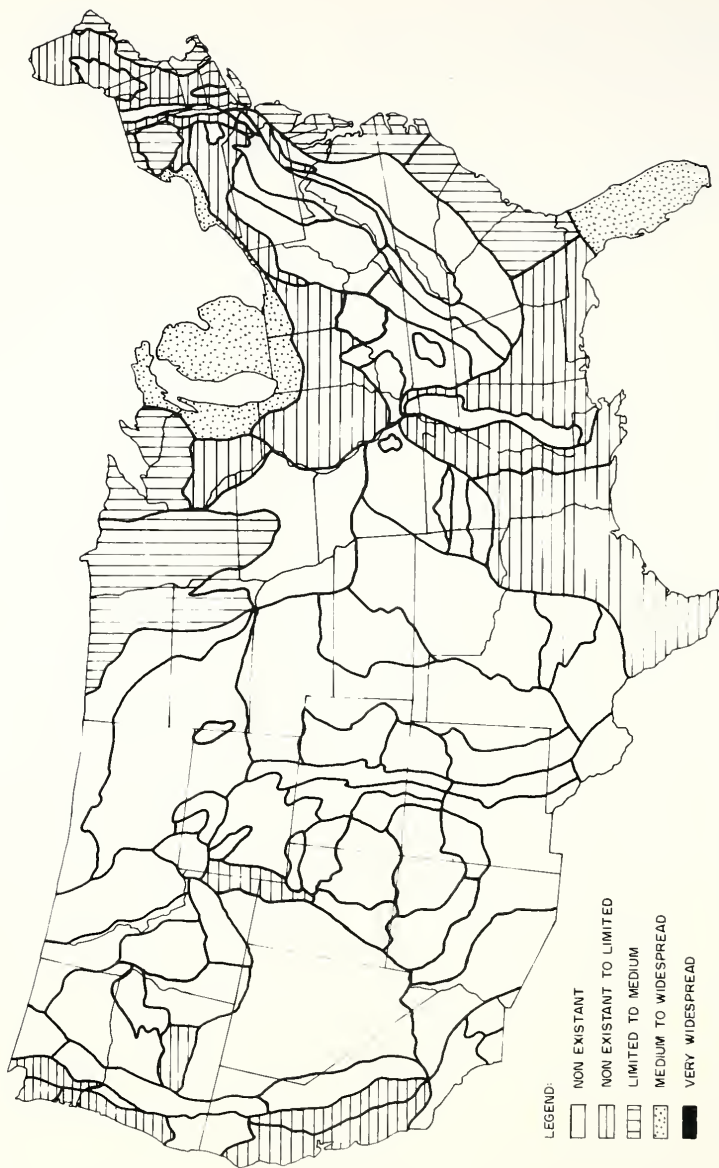 LEGEND:
NON EXISTANT
NON EXISTANT TO LIMITED
LIMITED TO MEDIUM
MEDIUM TO WIDESPREAD
VERY WIDESPREAD